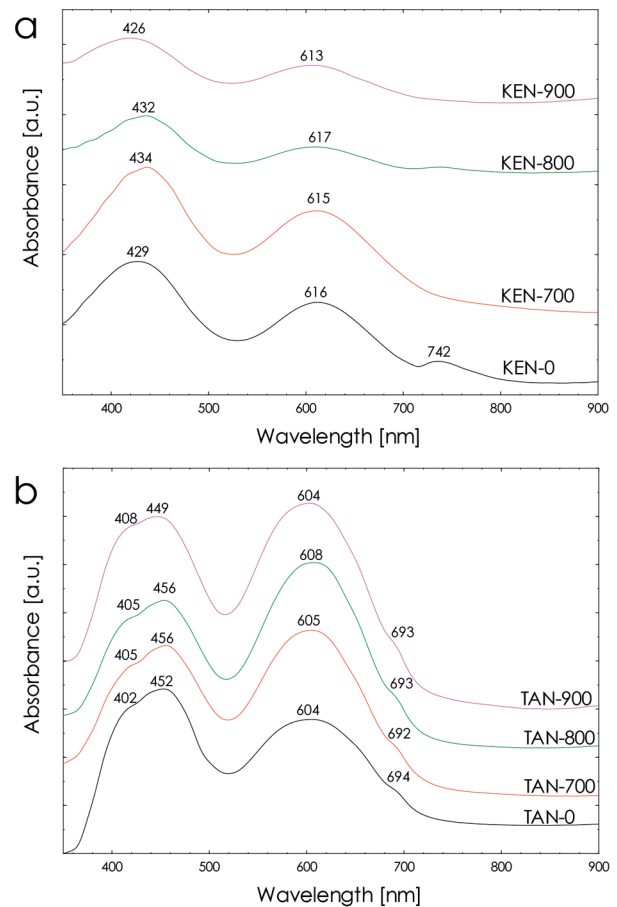 a
426
613
KEN-900
432
617
KEN-800
434
615
KEN-700
429
616
742
KEN-0
Absorbance [a.u.]
400 500 600 700 800 900
Wavelength [nm]
b
408 449 604
693
TAN-900
405 456 608
693
TAN-800
405 456 605
692
TAN-700
402 452 604
694
TAN-0
Absorbance [a.u.]
400 500 600 700 800 900
Wavelength [nm]